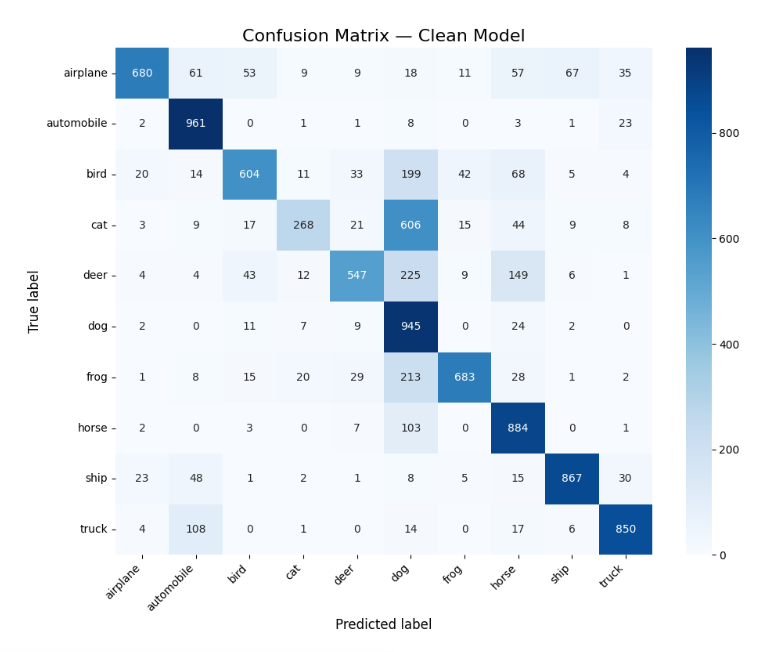 Confusion Matrix — Clean Model
airplane 680 61 53 9 9 18 11 57 67 35
automobile 2 961 0 1 1 8 0 3 1 23
bird 20 14 604 11 33 199 42 68 5 4
cat 3 9 17 268 21 606 15 44 9 8
deer 4 4 43 12 547 225 9 149 6 1
dog 2 0 11 7 9 945 0 24 2 0
frog 1 8 15 20 29 213 683 28 1 2
horse 2 0 3 0 7 103 0 884 0 1
ship 23 48 1 2 1 8 5 15 867 30
truck 4 108 0 1 0 14 0 17 6 850
airplane automobile bird cat deer dog frog horse ship truck
Predicted label
True label
800
600
400
200
0